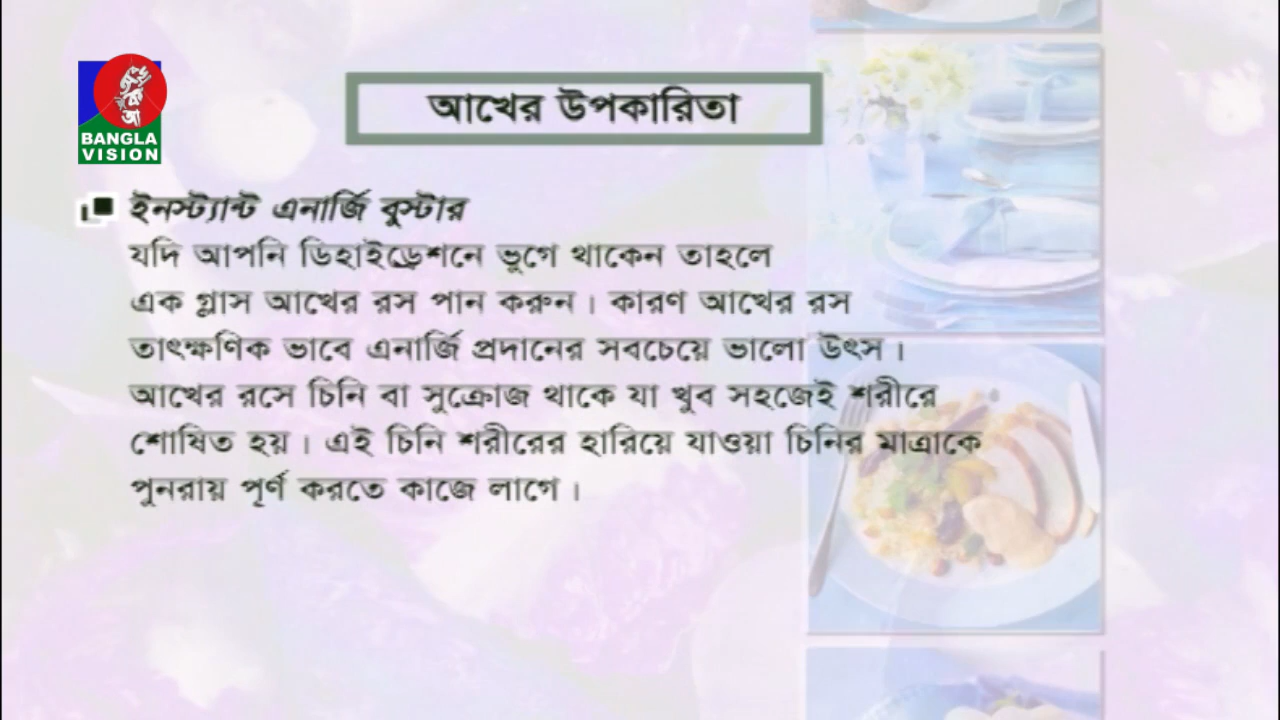 আখের উপকারিতা
BANGLA
VISION
ইনস্ট্যান্ট এনার্জি বুস্টার
যদি আপনি ডিহাইড্রেশনে ভুগে থাকেন তাহলে
এক গ্লাস আখের রস পান করুন। কারণ আখের রস
তাৎক্ষণিক ভাবে এনার্জি প্রদানের সবচেয়ে ভালো উৎস।
আখের রসে চিনি বা সুক্রোজ থাকে যা খুব সহজেই শরীরে
শোষিত হয়। এই চিনি শরীরের হারিয়ে যাওয়া চিনির মাত্রাকে
পুনরায় পূর্ণ করতে কাজে লাগে।